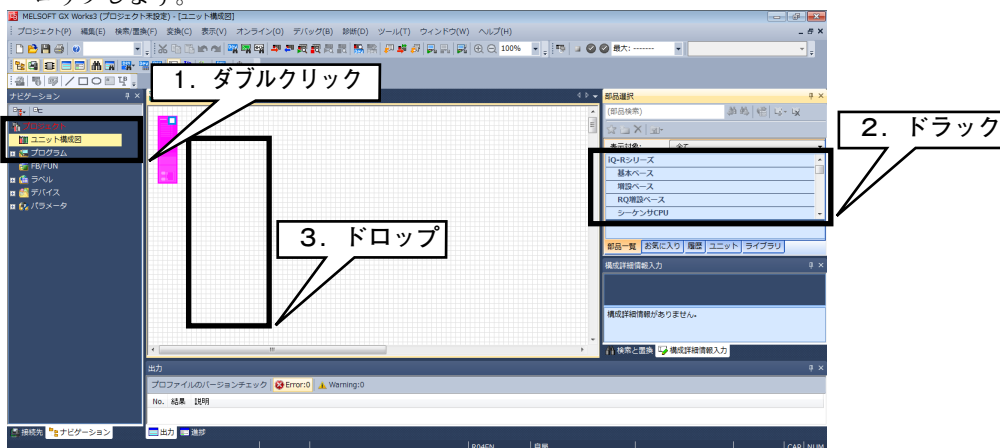 ニックします。
MELSOFT GX Works3 (プロジェクト未設定) - [ユニット構成図]
プロジェクト(P) 編集(E) 検索/置換(F) 変換(C) 表示(V) オンライン(O) デバッグ(B) 診断(D) ツール(T) ウィンドウ(W) ヘルプ(H)
100%
最大: -------
1. ダブルクリック
ナビゲーション
プロジェクト
ユニット構成図
プログラム
FB/FUN
ラベル
デバイス
パラメータ
3. ドロップ
部品選択
(部品検索)
表示対象: 全て
iQ-Rシリーズ
基本ベース
増設ベース
RQ増設ベース
シーケンサCPU
2. ドラック
部品一覧 お気に入り 履歴 ユニット ライブラリ
構成詳細情報入力
構成詳細情報がありません。
検索と置換 構成詳細情報入力
出力
プロファイルのバージョンチェック Error:0 Warning:0
No. 結果 説明
接続先 ナビゲーション 出力 進捗
R04EN 自局 CAP NUM